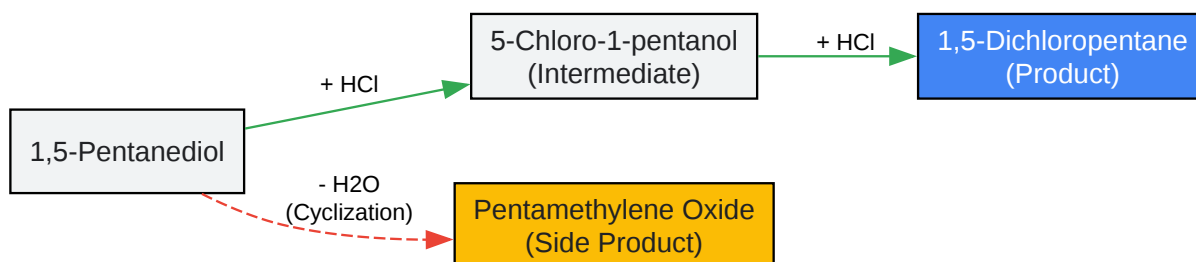 5-Chloro-1-pentanol
(Intermediate)
+ HCl
1,5-Dichloropentane
(Product)
+ HCl
1,5-Pentanediol
- H2O
(Cyclization)
Pentamethylene Oxide
(Side Product)